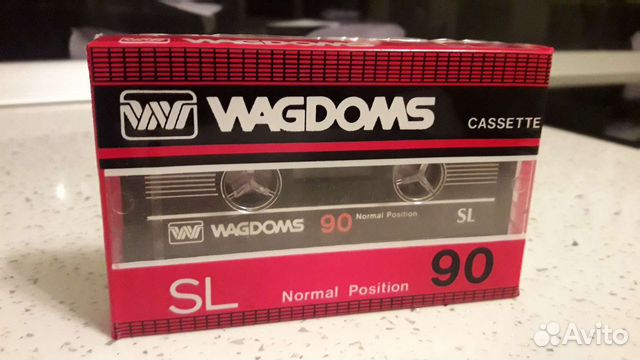 WAGDOMS
CASSETTE
WAGDOMS 90 Normal Position SL
SL Normal Position 90
Avito